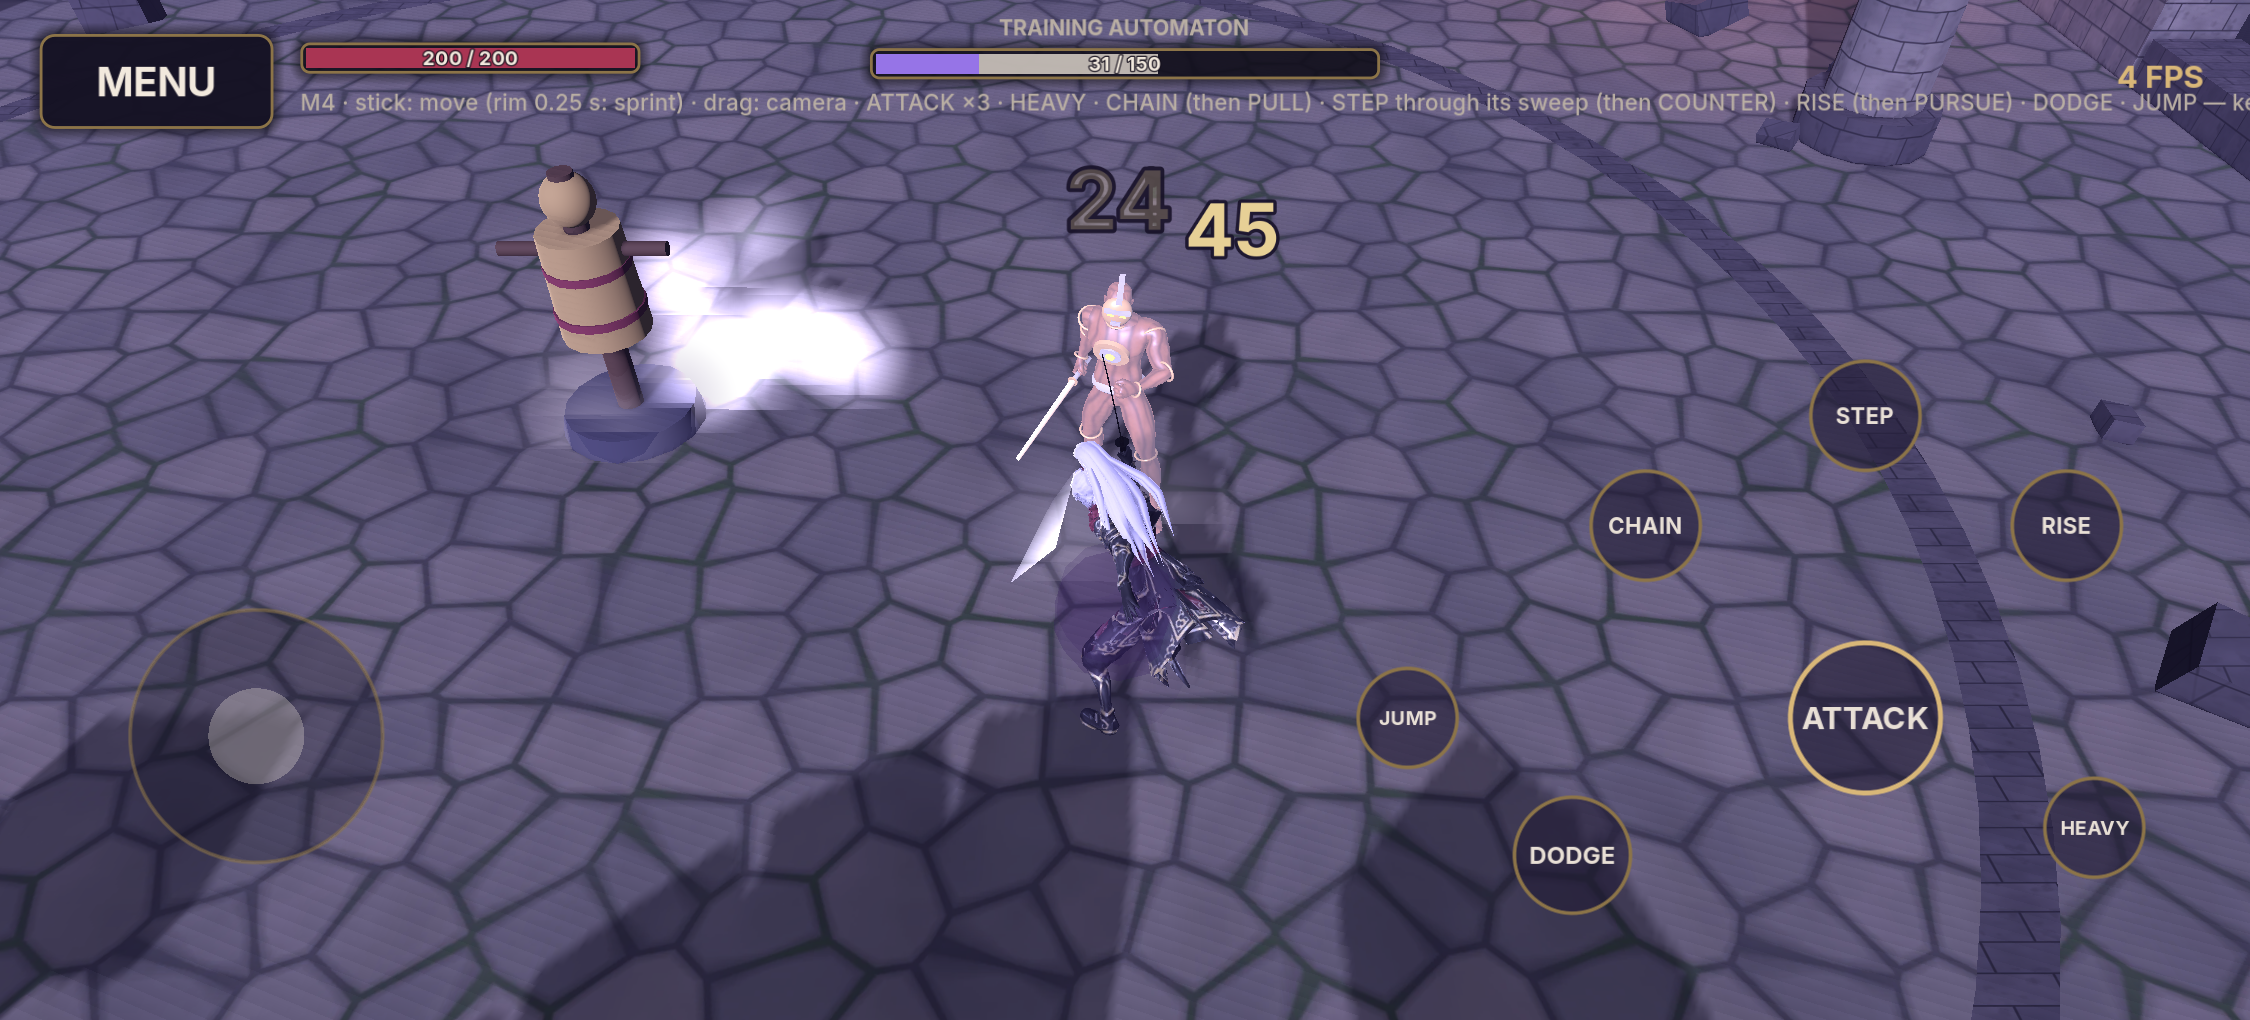 TRAINING AUTOMATON
MENU
200 / 200
31 / 150
4 FPS
M4 · stick: move (rim 0.25 s: sprint) · drag: camera · ATTACK ×3 · HEAVY · CHAIN (then PULL) · STEP through its sweep (then COUNTER) · RISE (then PURSUE) · DODGE · JUMP — ke
24
45
STEP
CHAIN
RISE
JUMP
ATTACK
HEAVY
DODGE